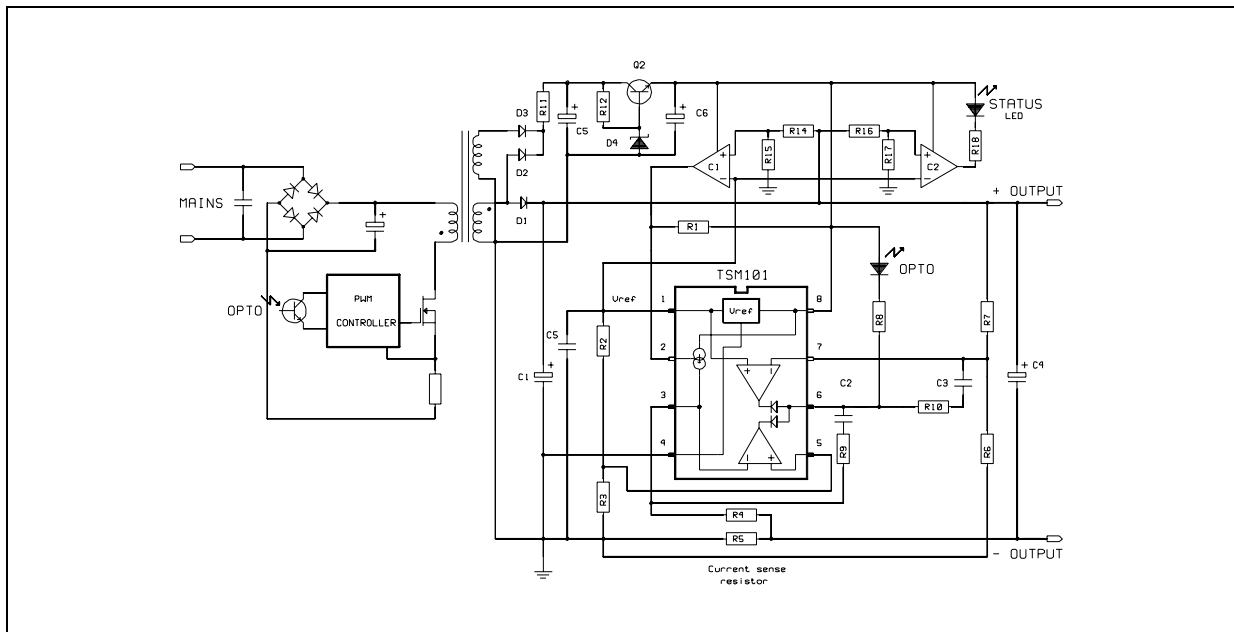 Q2
D3
R11
C5
R12
D4
C6
STATUS
LED
R18
R14
R16
R15
R17
C1
C2
D2
D1
+ OUTPUT
MAINS
R1
OPTO
TSM101
OPTO
PWM
CONTROLLER
Vref
1
Vref
8
R8
R7
C5
R2
2
7
C1
3
C2
6
C3
C4
R10
4
5
R9
R6
R3
R4
R5
- OUTPUT
Current sense
resistor